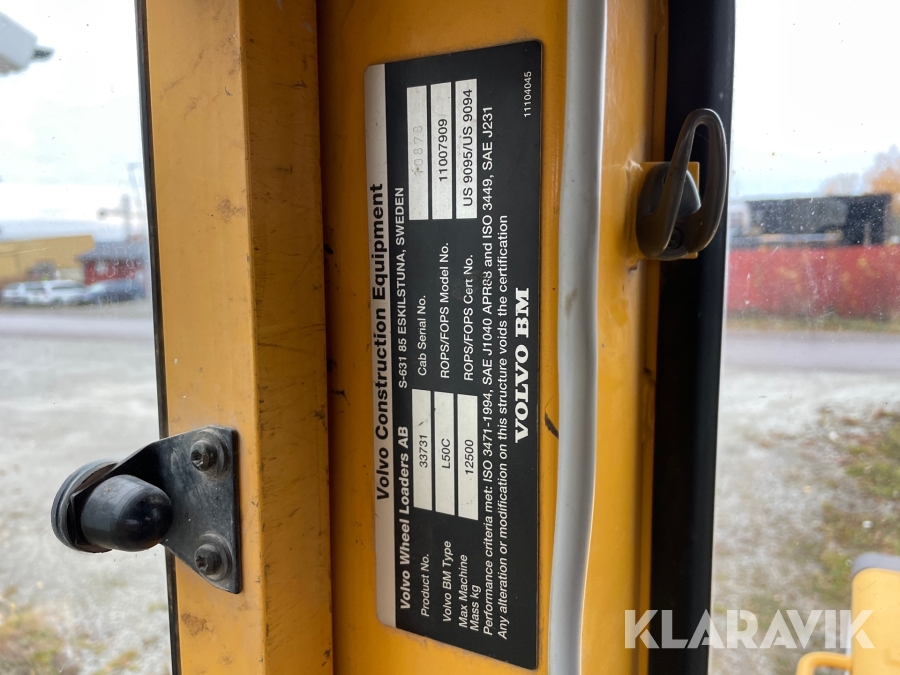 Volvo Construction Equipment
Volvo Wheel Loaders AB S-631 85 ESKILSTUNA, SWEDEN
Product No. 33731 Cab Serial No.
Volvo BM Type L50C ROPS/FOPS Model No. 11007909
Max Machine
Mass kg 12500 ROPS/FOPS Cert No. US 9095/US 9094
Performance criteria met: ISO 3471-1994, SAE J1040 APR88 and ISO 3449, SAE J231
Any alteration or modification on this structure voids the certification
VOLVO BM
11104045
KLARAVIK